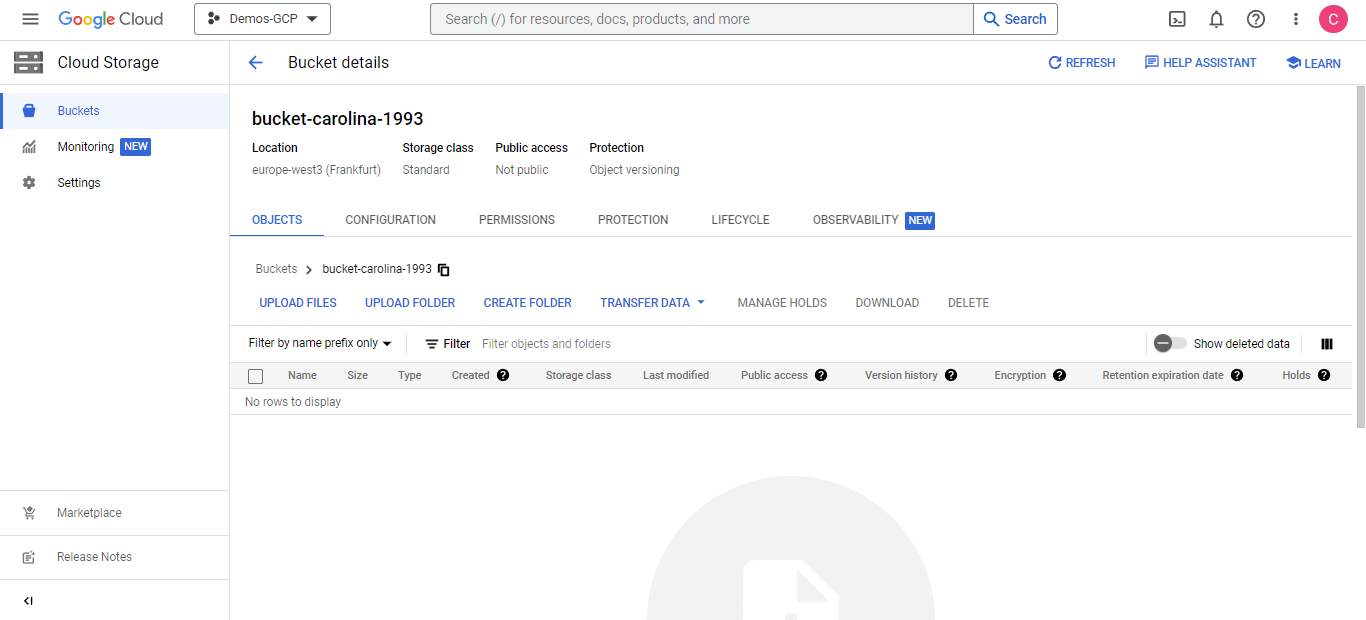 Google Cloud
Demos-GCP
Search (/) for resources, docs, products, and more
Search
C
Cloud Storage
Bucket details
REFRESH
HELP ASSISTANT
LEARN
Buckets
Monitoring NEW
Settings
bucket-carolina-1993
Location Storage class Public access Protection
europe-west3 (Frankfurt) Standard Not public Object versioning
OBJECTS CONFIGURATION PERMISSIONS PROTECTION LIFECYCLE OBSERVABILITY NEW
Buckets bucket-carolina-1993
UPLOAD FILES UPLOAD FOLDER CREATE FOLDER TRANSFER DATA MANAGE HOLDS DOWNLOAD DELETE
Filter by name prefix only Filter Filter objects and folders Show deleted data
Name Size Type Created Storage class Last modified Public access Version history Encryption Retention expiration date Holds
No rows to display
Marketplace
Release Notes